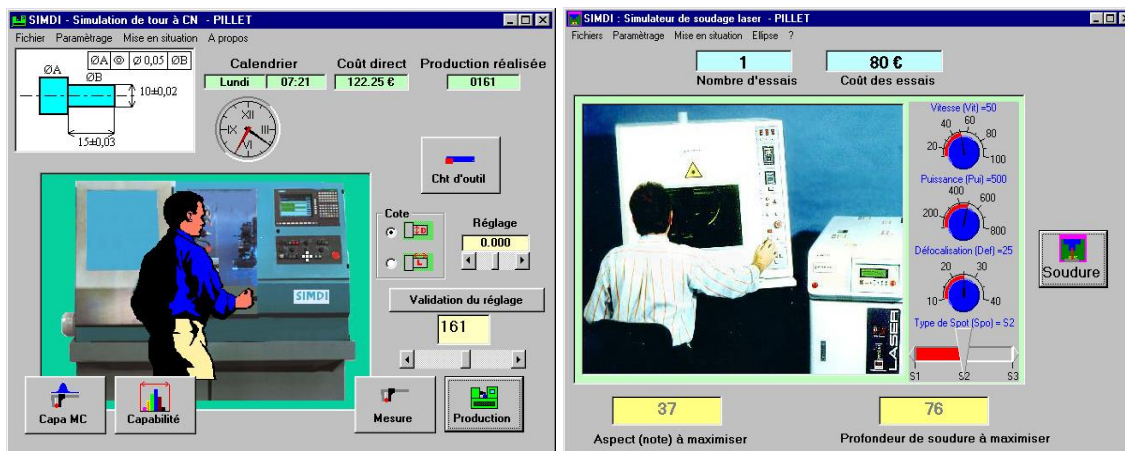 SIMDI - Simulation de tour à CN - PILLET
Fichier Paramètrage Mise en situation A propos
ØA ◎ Ø 0,05 ØB
ØA
ØB
10±0,02
15±0,03
Calendrier Coût direct Production réalisée
Lundi 07:21 122.25 € 0161
XII
IX III
VI
Cht d'outil
Cote
Réglage
0.000
SIMDI
Validation du réglage
161
Capa MC
Capabilité
Mesure
Production
SIMDI : Simulateur de soudage laser - PILLET
Fichiers Paramètrage Mise en situation Ellipse ?
1 80 €
Nombre d'essais Coût des essais
Vitesse (Vit) =50
20 40 60 80 100
Puissance (Pui) =500
200 400 600 800
Défocalisation (Def) =25
10 20 30 40
Type de Spot (Spo) = S2
S1 S2 S3
LASER
Soudure
37 76
Aspect (note) à maximiser Profondeur de soudure à maximiser